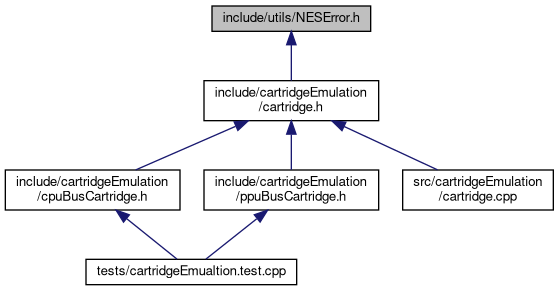 include/utils/NESError.h
include/cartridgeEmulation
/cartridge.h
include/cartridgeEmulation
/cpuBusCartridge.h
include/cartridgeEmulation
/ppuBusCartridge.h
src/cartridgeEmulation
/cartridge.cpp
tests/cartridgeEmualtion.test.cpp